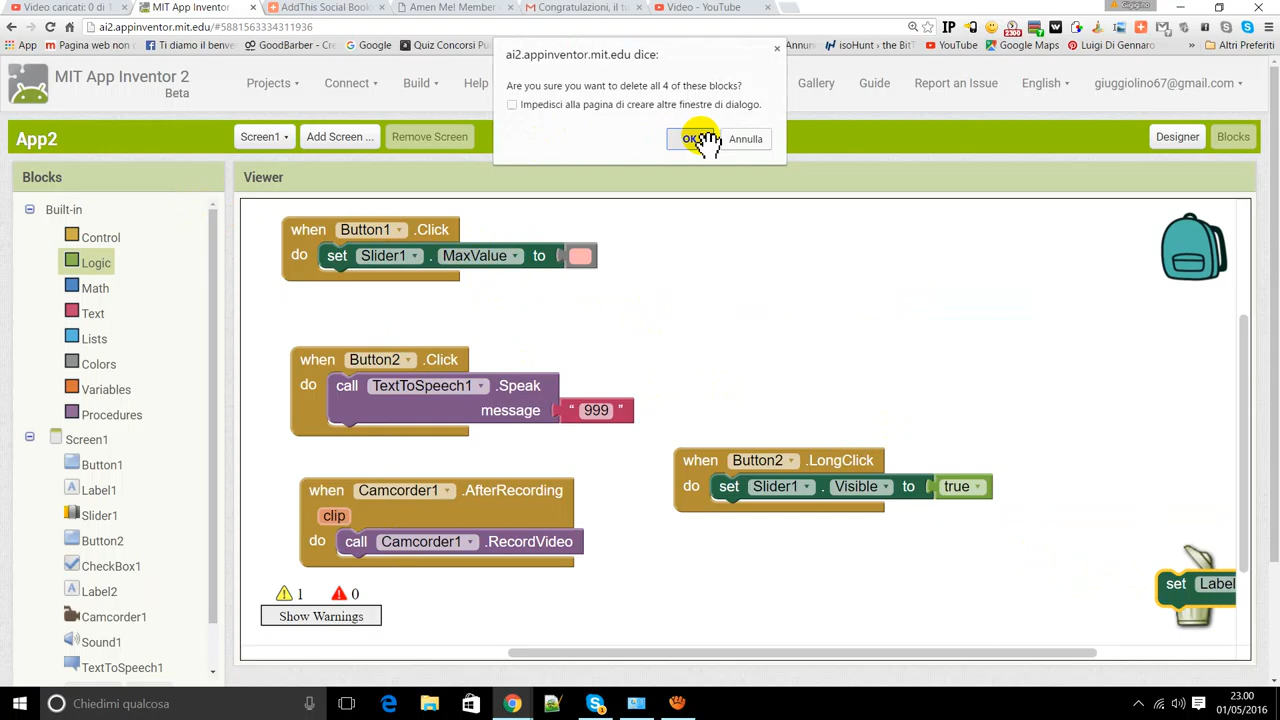 Video caricati: 0 di 1
MIT App Inventor 2
AddThis Social Book
Amen Me! Member
Congratulazioni, il tu
Video - YouTube
Gigigino
ai2.appinventor.mit.edu/#5881563334311936
Pagina web non
Ti diamo il benve
GoodBarber - Create
Google
Quiz Concorsi Pu
Annun
isoHunt › the Bitt
YouTube
Google Maps
Luigi Di Gennaro
Altri Preferiti
ai2.appinventor.mit.edu dice:
Are you sure you want to delete all 4 of these blocks?
Impedisci alla pagina di creare altre finestre di dialogo.
OK
Annulla
MIT App Inventor 2
Beta
Projects
Connect
Build
Help
Gallery
Guide
Report an Issue
English
giuggiolino67@gmail.com
App2
Screen1
Add Screen ...
Remove Screen
Designer
Blocks
Blocks
Viewer
Built-in
Control
Logic
Math
Text
Lists
Colors
Variables
Procedures
Screen1
Button1
Label1
Slider1
Button2
CheckBox1
Label2
Camcorder1
Sound1
TextToSpeech1
when Button1 .Click
do set Slider1 . MaxValue to
when Button2 .Click
do call TextToSpeech1 .Speak
message " 999 "
when Camcorder1 .AfterRecording
clip
do call Camcorder1 .RecordVideo
when Button2 .LongClick
do set Slider1 . Visible to true
set Label
1 0
Show Warnings
Chiedimi qualcosa
23.00
01/05/2016